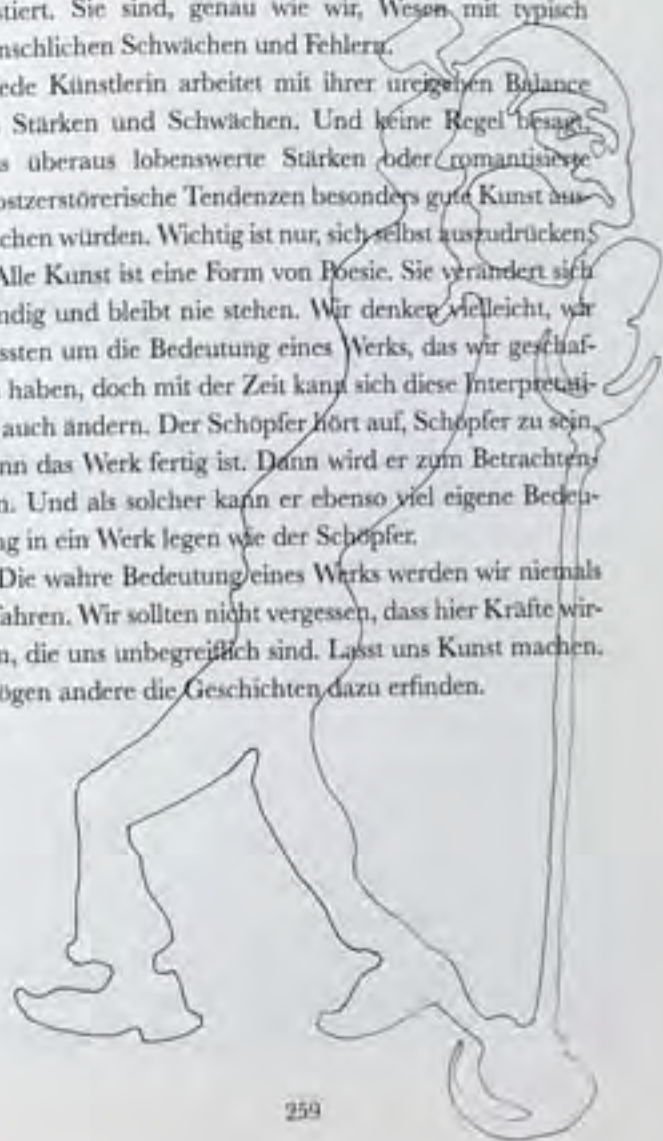 tiert. Sie sind, genau wie wir, Wesen mit typisch
nschlichen Schwächen und Fehlern.
ede Künstlerin arbeitet mit ihrer ureigenen Balance
Stärken und Schwächen. Und keine Regel besagt,
s überaus lobenswerte Stärken oder romantisierte
bstzerstörerische Tendenzen besonders gute Kunst aus-
chen würden. Wichtig ist nur, sich selbst auszudrücken.
Alle Kunst ist eine Form von Poesie. Sie verändert sich
ndig und bleibt nie stehen. Wir denken vielleicht, wir
ssten um die Bedeutung eines Werks, das wir geschaf-
haben, doch mit der Zeit kann sich diese Interpretati-
auch ändern. Der Schöpfer hört auf, Schöpfer zu sein,
nn das Werk fertig ist. Dann wird er zum Betrachten-
n. Und als solcher kann er ebenso viel eigene Bedeu-
ng in ein Werk legen wie der Schöpfer.
Die wahre Bedeutung eines Werks werden wir niemals
fahren. Wir sollten nicht vergessen, dass hier Kräfte wir-
n, die uns unbegreiflich sind. Lasst uns Kunst machen.
ögen andere die Geschichten dazu erfinden.
259